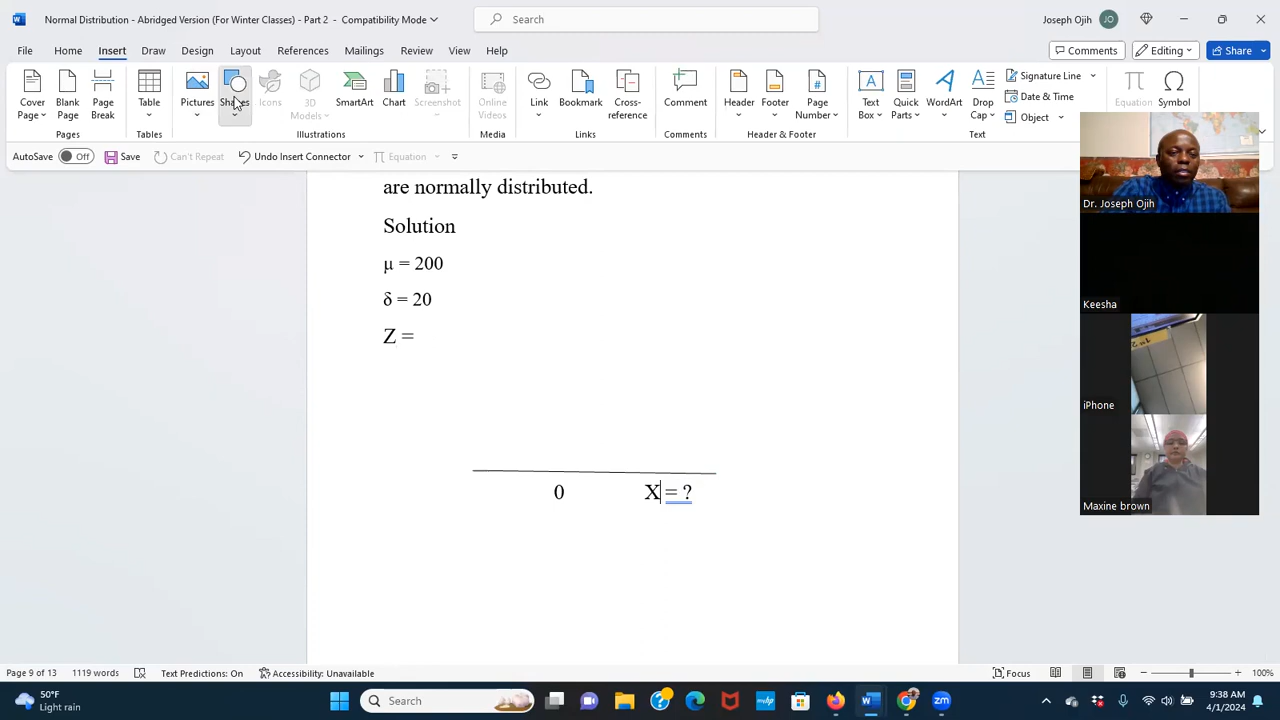 Normal Distribution - Abridged Version (For Winter Classes) - Part 2 - Compatibility Mode
Search
Joseph Ojih
JO
File Home Insert Draw Design Layout References Mailings Review View Help
Comments
Editing
Share
Cover Page
Blank Page
Page Break
Table
Pictures
Shapes
Icons
3D Models
SmartArt
Chart
Screenshot
Online Videos
Link
Bookmark
Cross-reference
Comment
Header
Footer
Page Number
Text Box
Quick Parts
WordArt
Drop Cap
Signature Line
Date & Time
Object
Equation
Symbol
Pages
Tables
Illustrations
Media
Links
Comments
Header & Footer
Text
AutoSave Off Save Can't Repeat Undo Insert Connector Equation
are normally distributed.
Solution
μ = 200
δ = 20
Z =
0 X = ?
Dr. Joseph Ojih
Keesha
iPhone
Maxine brown
Page 9 of 13 1119 words Text Predictions: On Accessibility: Unavailable
Focus
100%
50°F
Light rain
Search
9:38 AM
4/1/2024